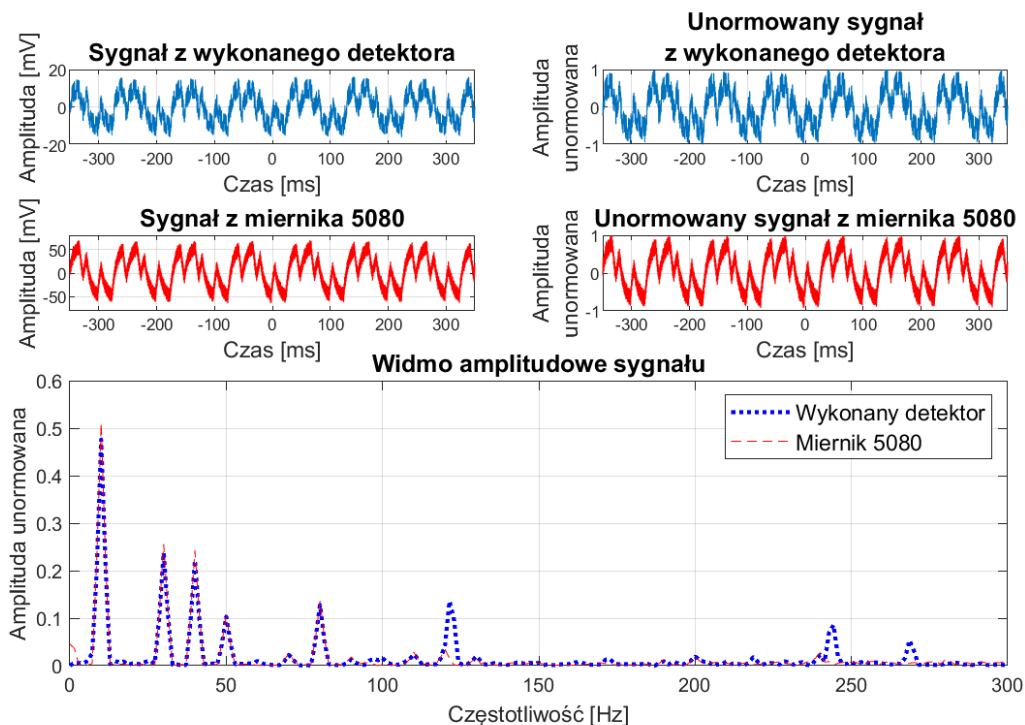 Sygnał z wykonanego detektora
Amplituda [mV]
20
0
-20
-300 -200 -100 0 100 200 300
Czas [ms]
Unormowany sygnał
z wykonanego detektora
Amplituda
unormowana
1
0
-1
-300 -200 -100 0 100 200 300
Czas [ms]
Sygnał z miernika 5080
Amplituda [mV]
50
0
-50
-300 -200 -100 0 100 200 300
Czas [ms]
Unormowany sygnał z miernika 5080
Amplituda
unormowana
1
0
-1
-300 -200 -100 0 100 200 300
Czas [ms]
Widmo amplitudowe sygnału
Amplituda unormowana
0.6
0.5
0.4
0.3
0.2
0.1
0
Wykonany detektor
Miernik 5080
0 50 100 150 200 250 300
Częstotliwość [Hz]